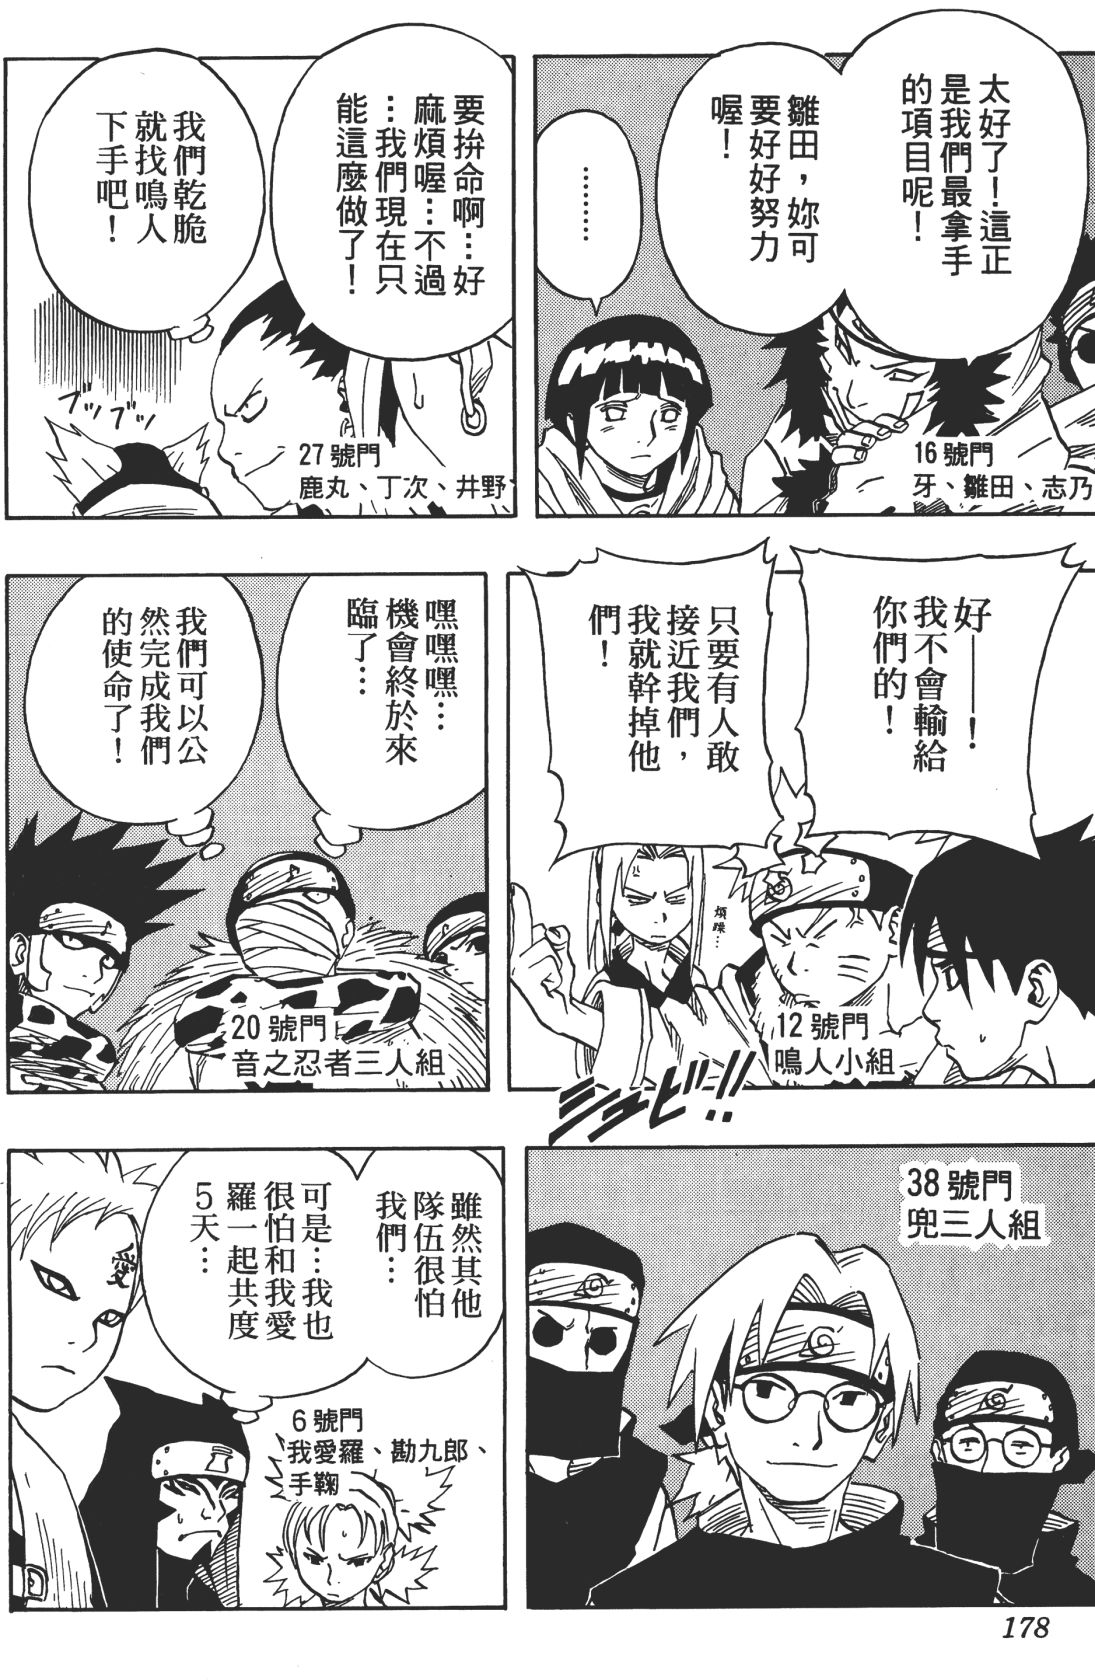 太好了！這正
是我們最拿手
的項目呢！
雛田，妳可
要好好努力
喔！
………
16號門
牙、雛田、志乃
要拚命啊…好
麻煩喔…不過
…我們現在只
能這麼做了！
我們乾脆
就找鳴人
下手吧！
ブツブツ
27號門
鹿丸、丁次、井野
好——！
我不會輸給
你們的！
只要有人敢
接近我們，
我就幹掉他
們！
煩躁…
12號門
鳴人小組
シュビ!!
嘿嘿嘿…
機會終於來
臨了…
我們可以公
然完成我們
的使命了！
20號門
音之忍者三人組
38號門
兜三人組
雖然其他
隊伍很怕
我們…
可是…我也
很怕和我愛
羅一起共度
5天…
愛
6號門
我愛羅、勘九郎、
手鞠
178